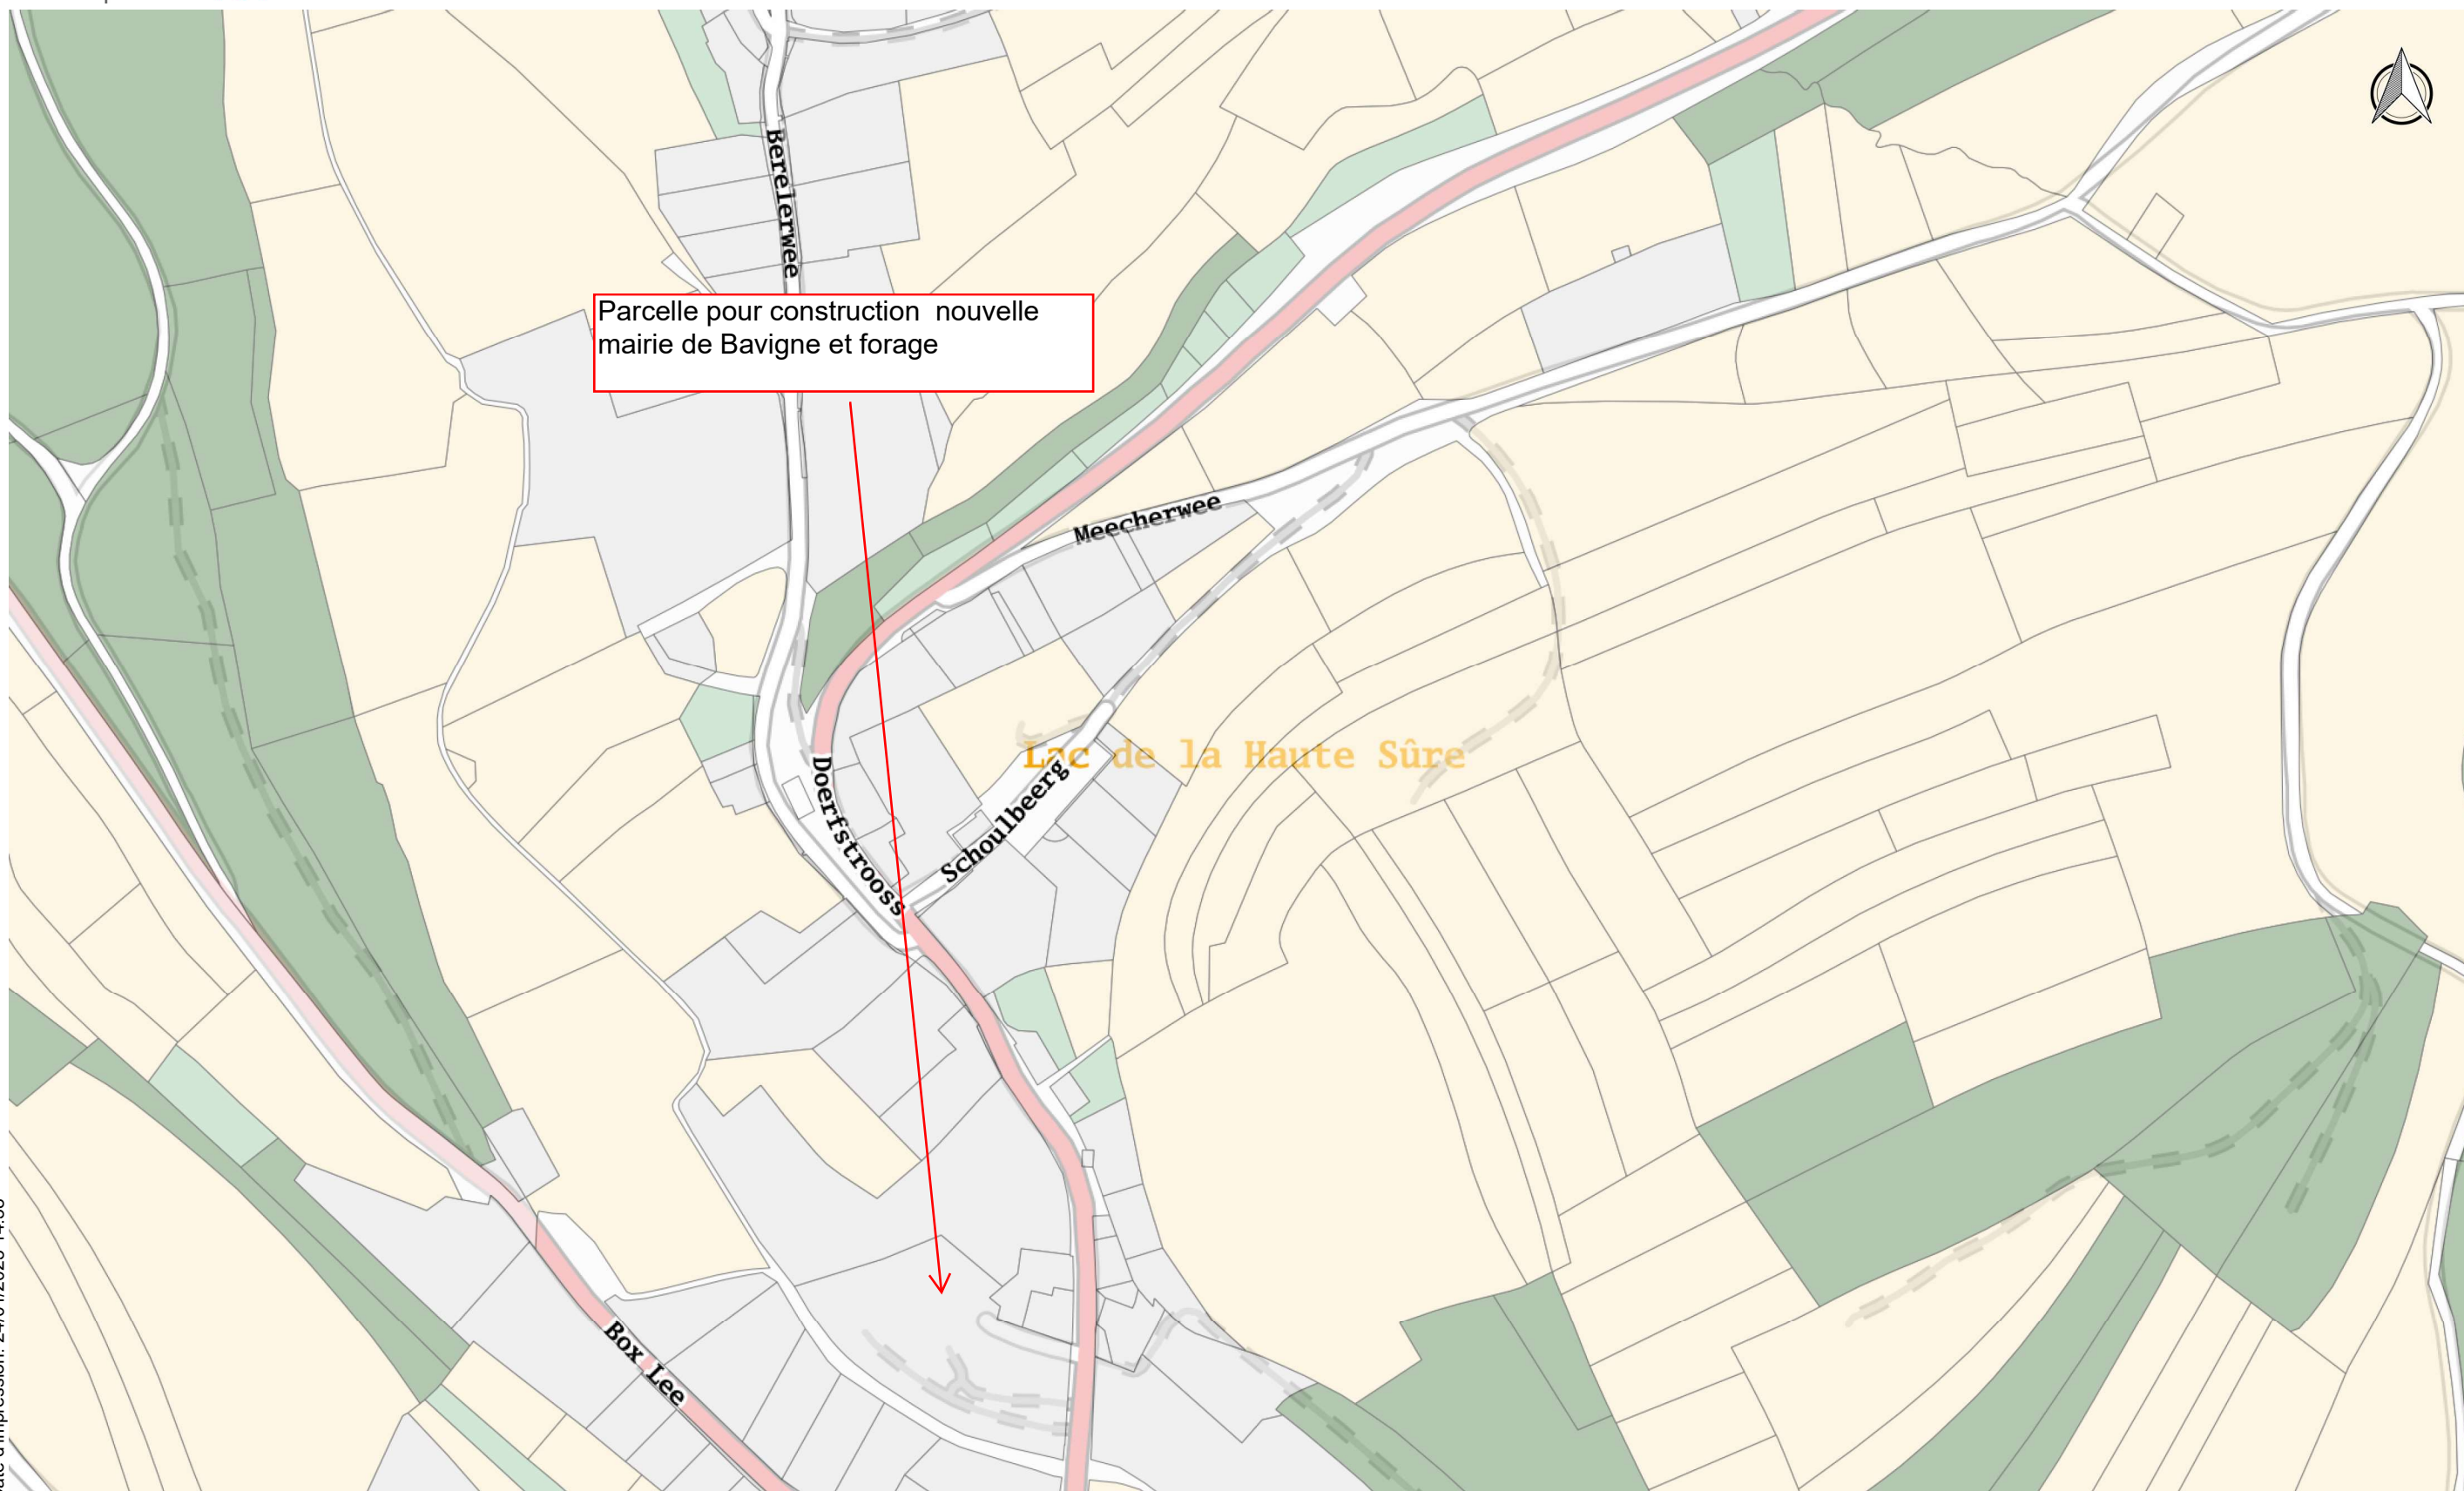 Berelerwee
Parcelle pour construction nouvelle
mairie de Bavigne et forage
Meecherwee
Lac de la Haute Sûre
Doerfstrooss
Schoulbeerg
Box Lee